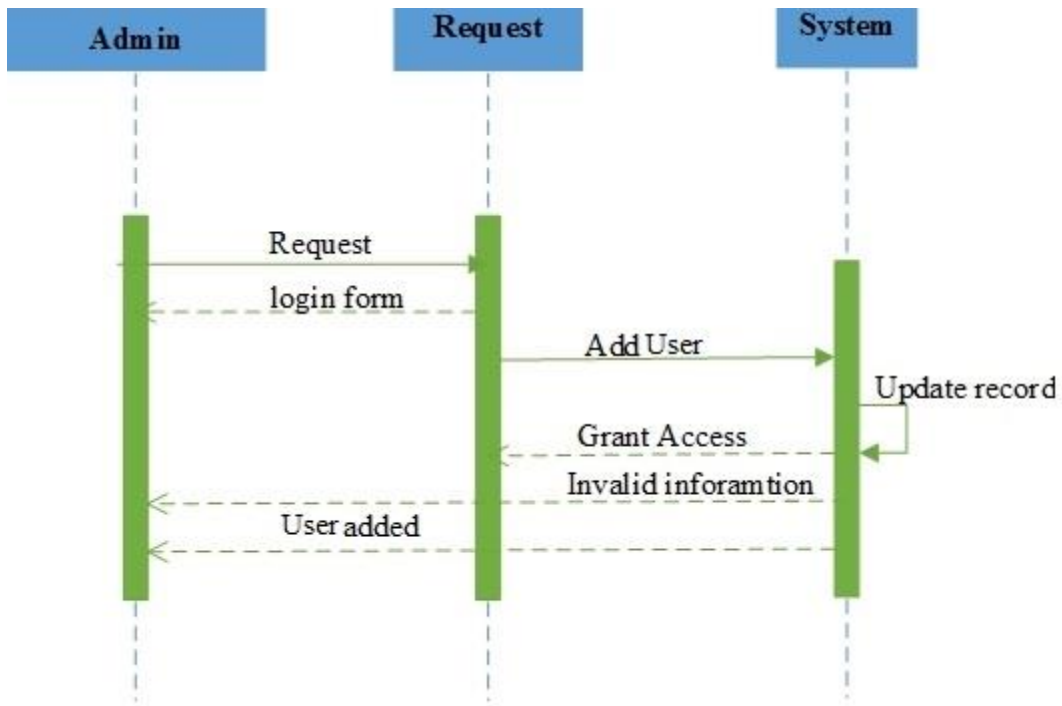 Admin
Request
System
Request
login form
Add User
Update record
Grant Access
Invalid inforamtion
User added